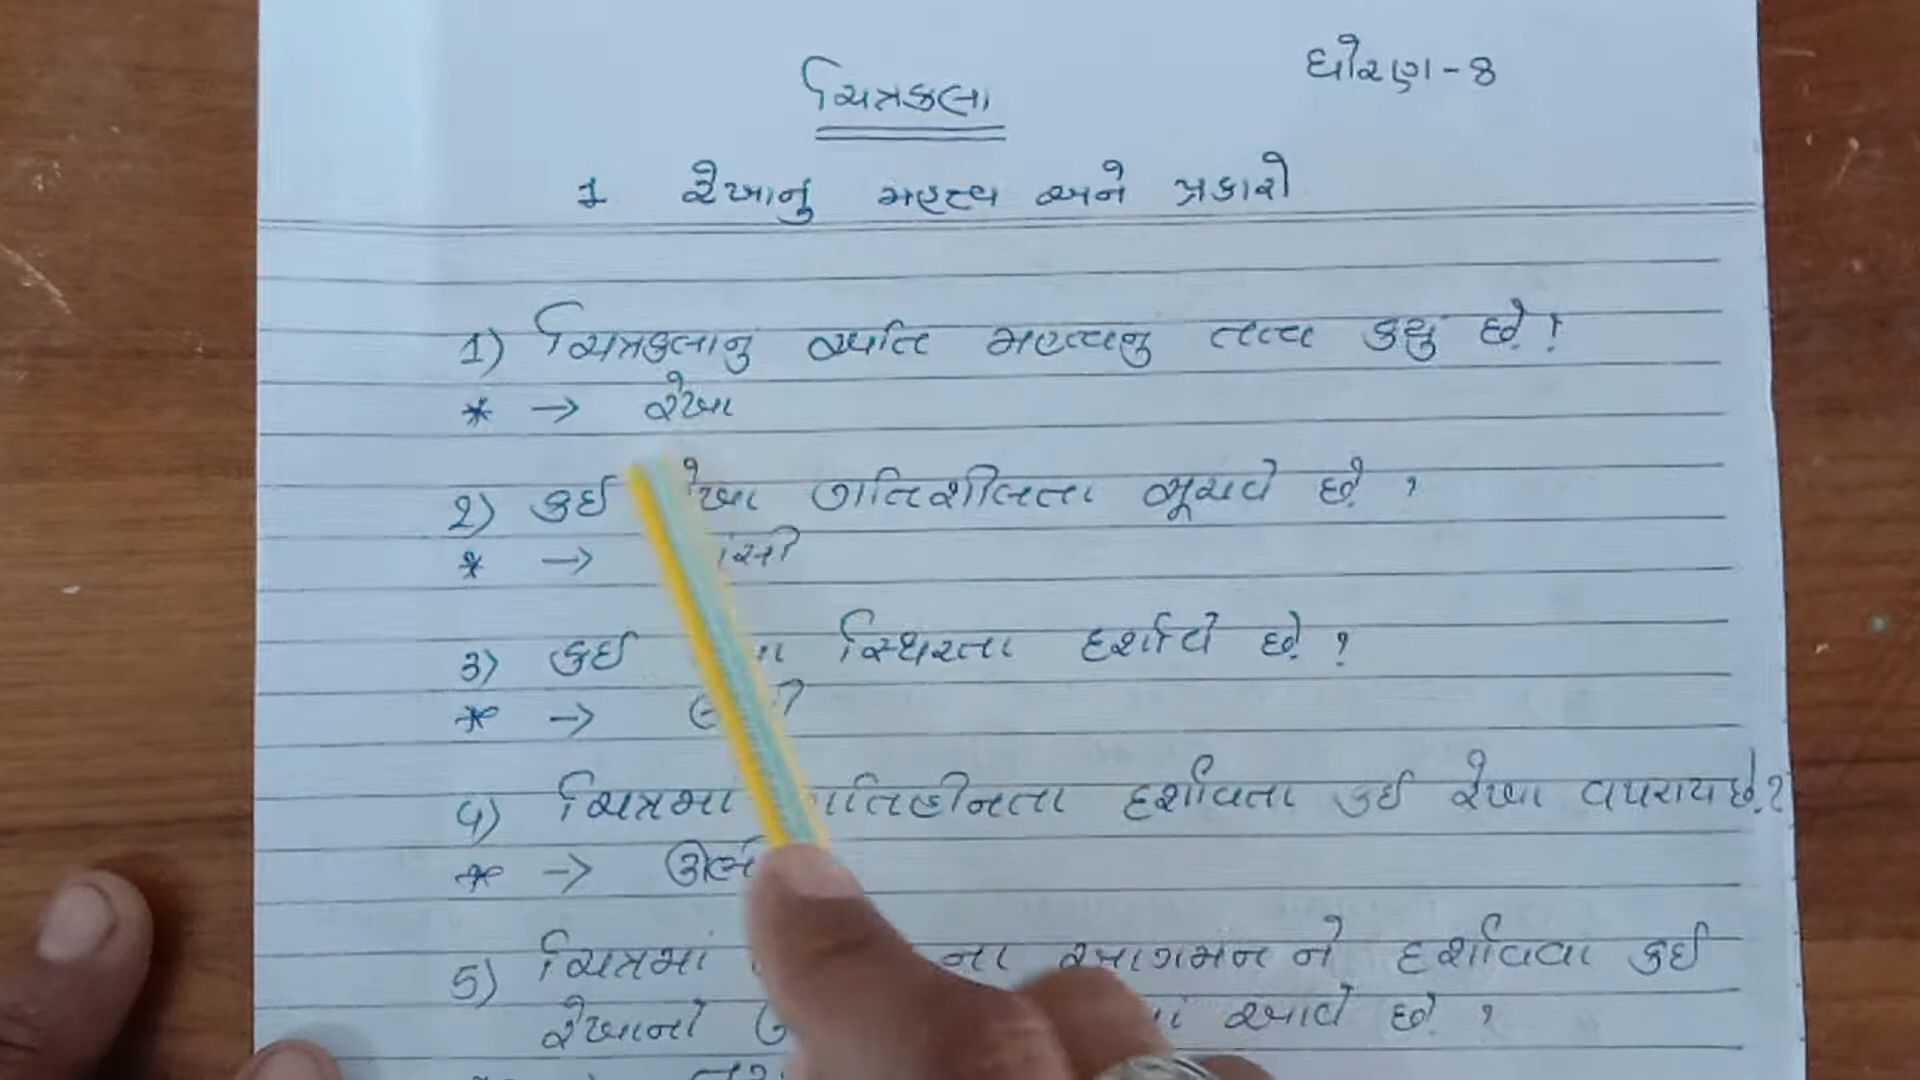 ધોરણ-8
ચિત્રકલા
1 રેખાનુ મહત્વ અને પ્રકારો
1) ચિત્રકલાનુ અતિ મહત્વનુ તત્વ કયુ છે ?
* → રેખા
2) કઈ રેખા ગતિશીલતા સૂચવે છે ?
* →
3) કઈ સ્થિરતા દર્શાવે છે ?
* →
4) ચિત્રમા ગતિહીનતા દર્શાવતા કઈ રેખા વપરાય છે ?
* →
5) ચિત્રમાં આગમન ને દર્શાવવા કઈ
રેખાનો આવે છે ?